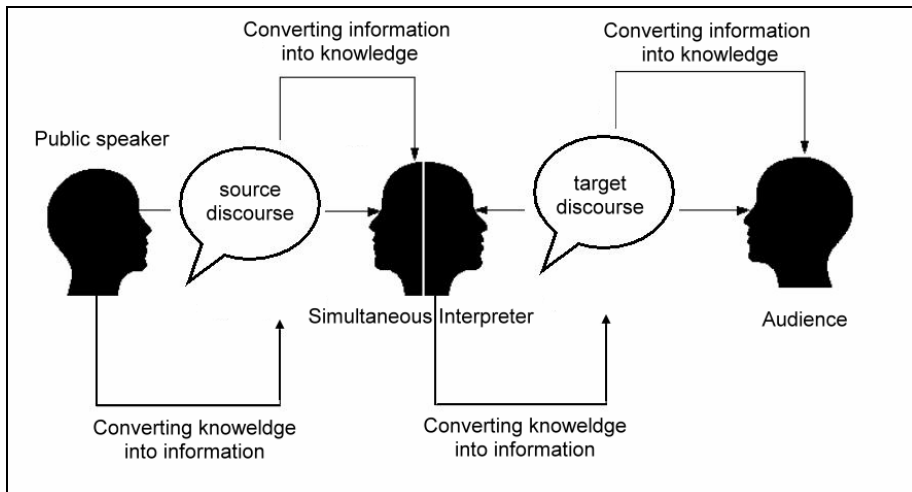 Converting information
into knowledge
Converting information
into knowledge
Public speaker
source
discourse
target
discourse
Simultaneous Interpreter
Audience
Converting knoweldge
into information
Converting knoweldge
into information